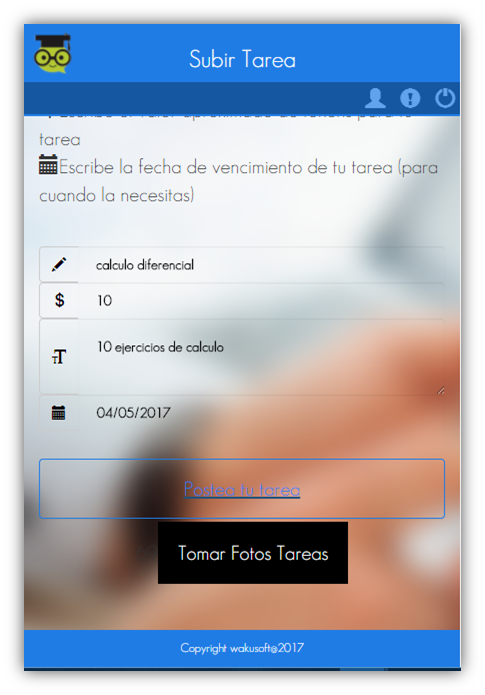 Subir Tarea
tarea
Escribe la fecha de vencimiento de tu tarea (para
cuando la necesitas)
calculo diferencial
$ 10
T 10 ejercicios de calculo
04/05/2017
Postea tu tarea
Tomar Fotos Tareas
Copyright wakusoft@2017